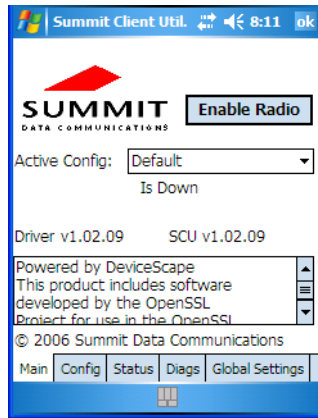 Summit Client Util. 8:11 ok
SUMMIT
DATA COMMUNICATIONS
Enable Radio
Active Config: Default
Is Down
Driver v1.02.09 SCU v1.02.09
Powered by DeviceScape
This product includes software
developed by the OpenSSL
Project for use in the OpenSSL
© 2006 Summit Data Communications
Main Config Status Diags Global Settings